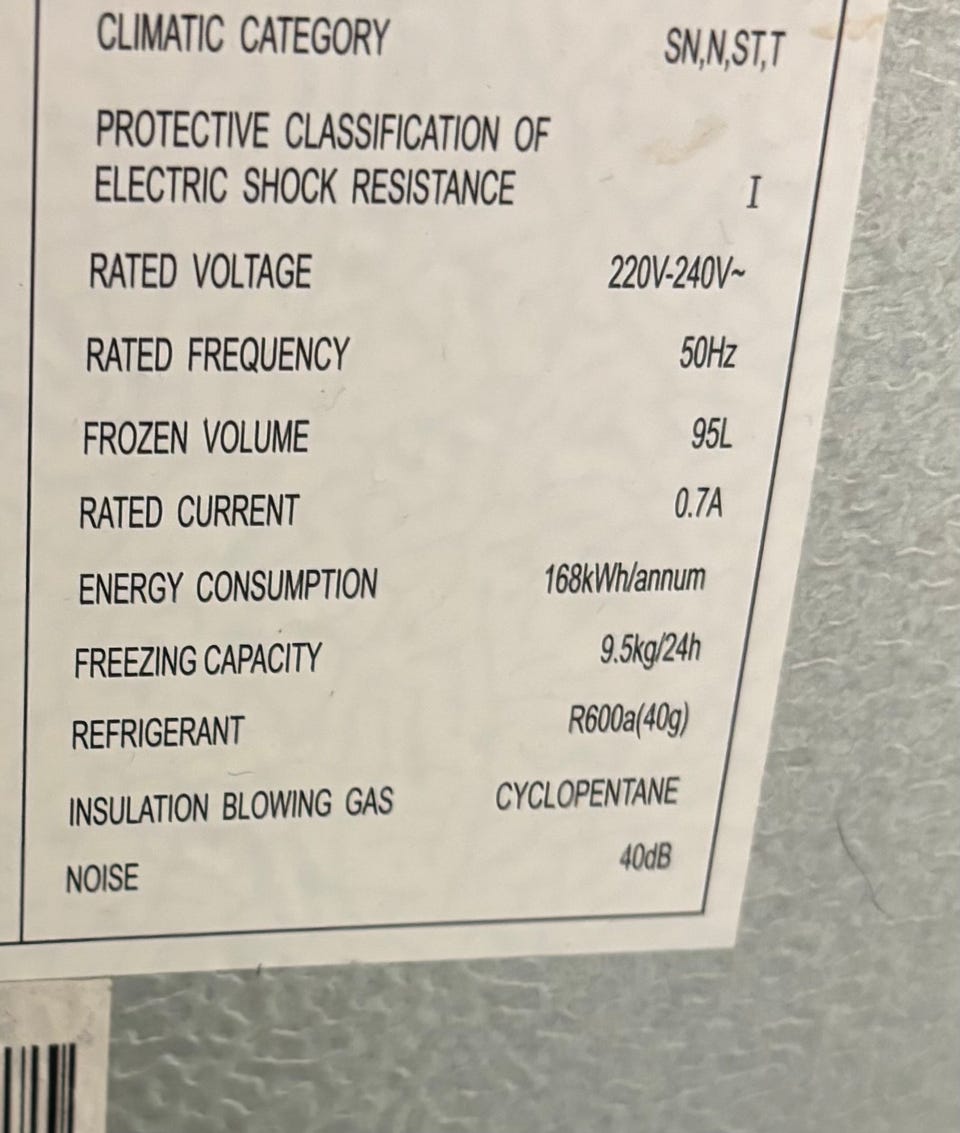 CLIMATIC CATEGORY SN,N,ST,T
PROTECTIVE CLASSIFICATION OF
ELECTRIC SHOCK RESISTANCE I
RATED VOLTAGE 220V-240V~
RATED FREQUENCY 50Hz
FROZEN VOLUME 95L
RATED CURRENT 0.7A
ENERGY CONSUMPTION 168kWh/annum
FREEZING CAPACITY 9.5kg/24h
REFRIGERANT R600a(40g)
INSULATION BLOWING GAS CYCLOPENTANE
NOISE 40dB